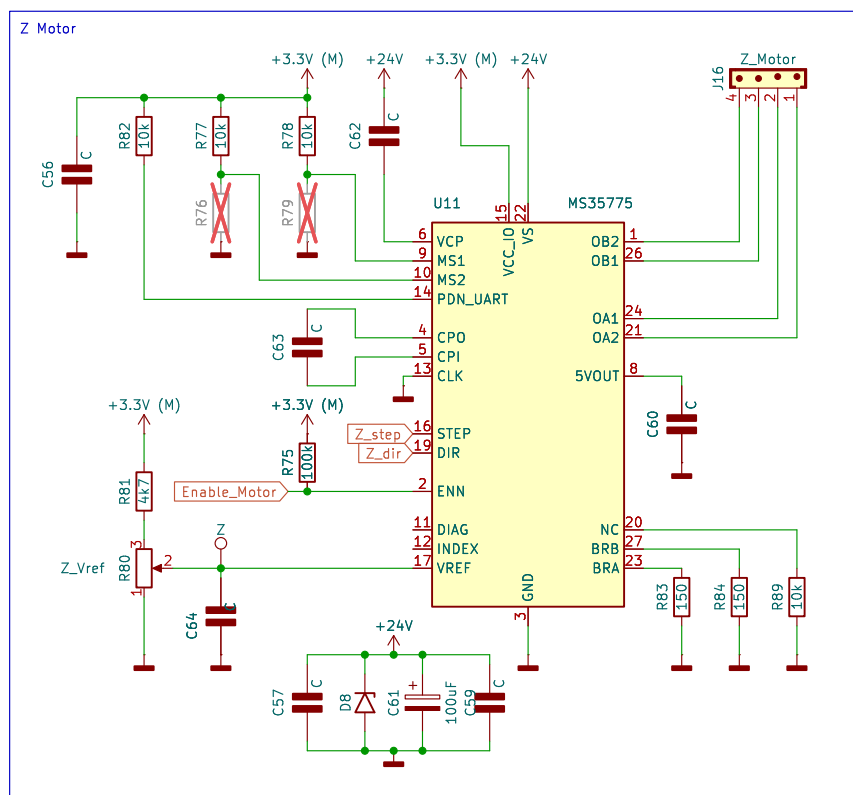 Z Motor
+3.3V (M)
+24V
+3.3V (M)
+24V
Z_Motor
J16
4
3
2
1
R82
10k
R77
10k
R78
10k
C62
C
C56
C
R76
R79
U11
MS35775
15
22
VCC_IO
VS
6
VCP
9
MS1
10
MS2
14
PDN_UART
4
CPO
5
CPI
13
CLK
16
STEP
19
DIR
2
ENN
11
DIAG
12
INDEX
17
VREF
OB2
1
OB1
26
OA1
24
OA2
21
5VOUT
8
NC
20
BRB
27
BRA
23
GND
3
C63
C
+3.3V (M)
+3.3V (M)
R75
100k
Z_step
Z_dir
Enable_Motor
R81
4k7
Z_Vref
R80
3
2
1
Z
C64
C
C60
C
R83
150
R84
150
R89
10k
+24V
C57
C
D8
C61
+
100uF
C59
C